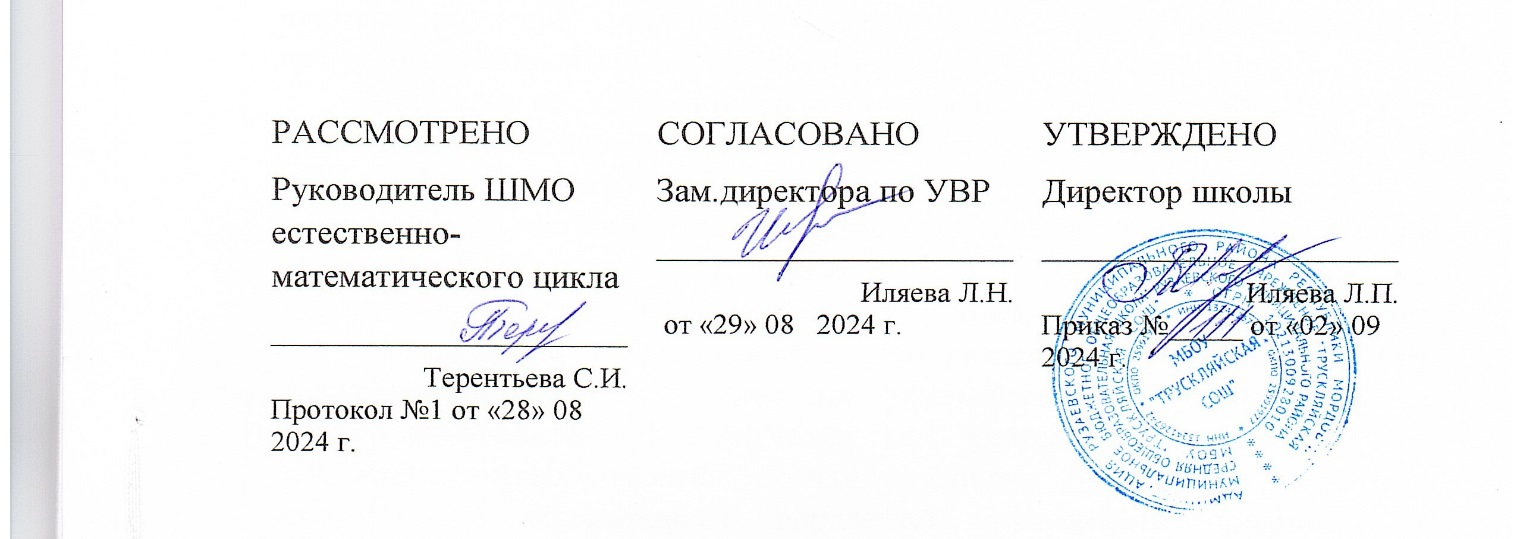 РАССМОТРЕНО
Руководитель ШМО
естественно-
математического цикла
Терентьева С.И.
Протокол №1 от «28» 08
2024 г.
СОГЛАСОВАНО
Зам.директора по УВР
Иляева Л.Н.
от «29» 08 2024 г.
УТВЕРЖДЕНО
Директор школы
Иляева Л.П.
Приказ №______ от «02» 09
2024 г.
МБОУ
"ТРУСКЛЯЙСКАЯ
СОШ"